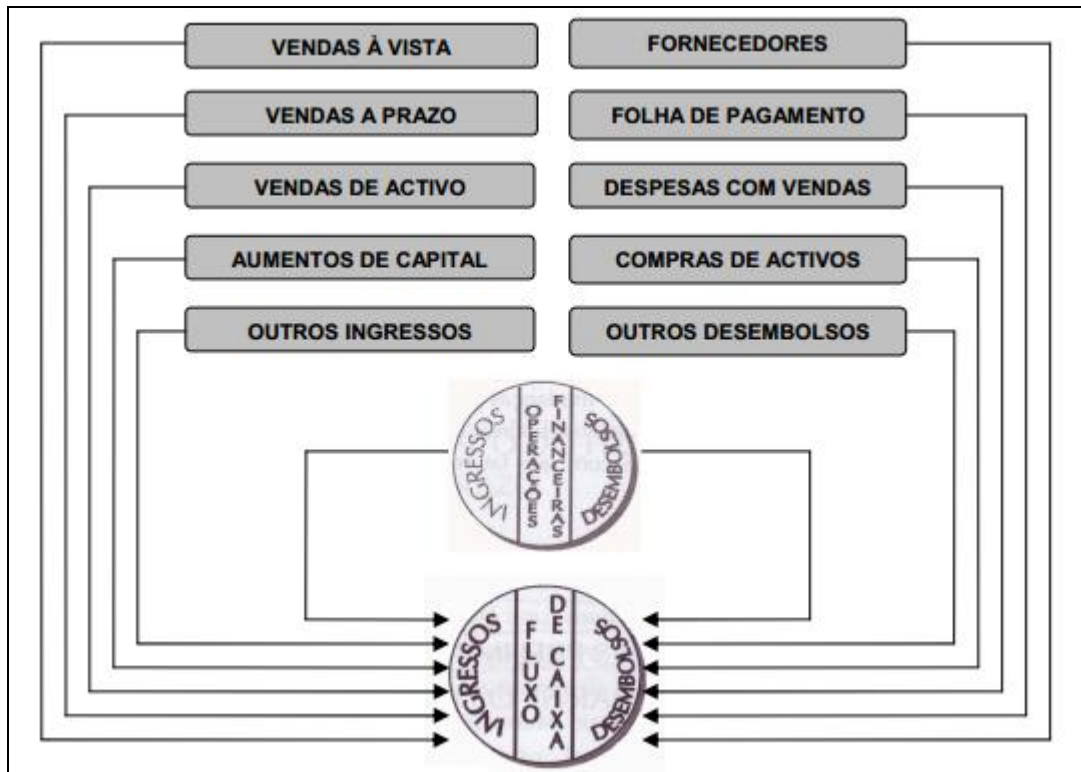 VENDAS À VISTA
FORNECEDORES
VENDAS A PRAZO
FOLHA DE PAGAMENTO
VENDAS DE ACTIVO
DESPESAS COM VENDAS
AUMENTOS DE CAPITAL
COMPRAS DE ACTIVOS
OUTROS INGRESSOS
OUTROS DESEMBOLSOS
INGRESSOS
OPERAÇÕES
FINANCEIRAS
DESEMBOLSOS
INGRESSOS
FLUXO
DE CAIXA
DESEMBOLSOS